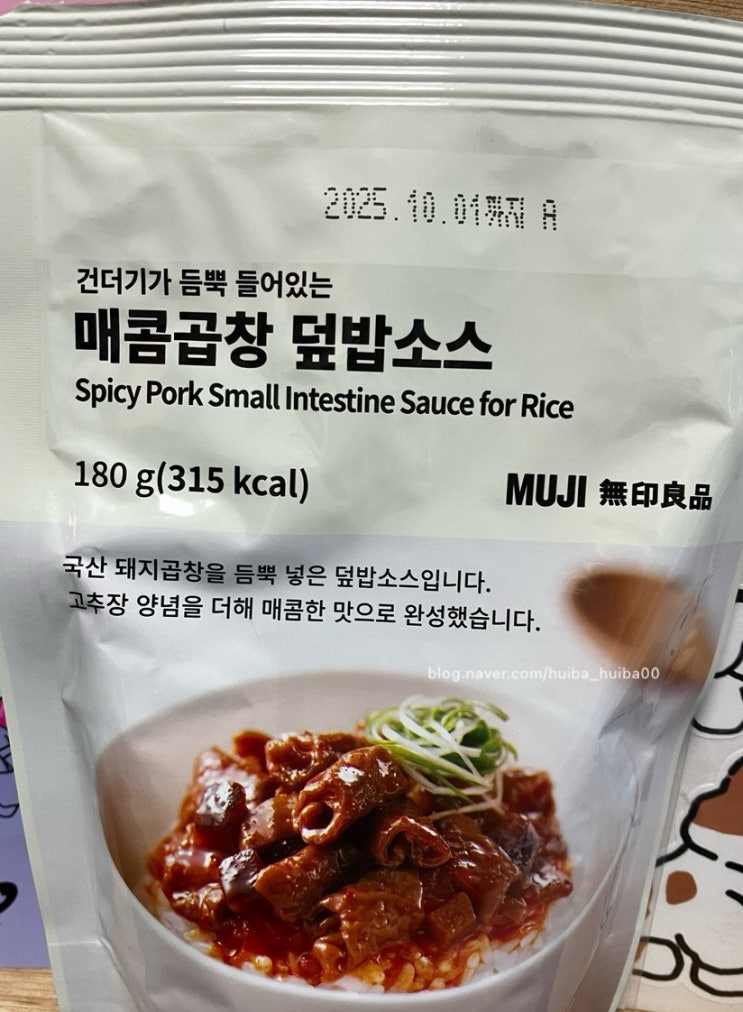 2025.10.01까지 A
건더기가 듬뿍 들어있는
매콤곱창 덮밥소스
Spicy Pork Small Intestine Sauce for Rice
180 g(315 kcal)
MUJI 無印良品
국산 돼지곱창을 듬뿍 넣은 덮밥소스입니다.
고추장 양념을 더해 매콤한 맛으로 완성했습니다.
blog.naver.com/huiba_huiba00